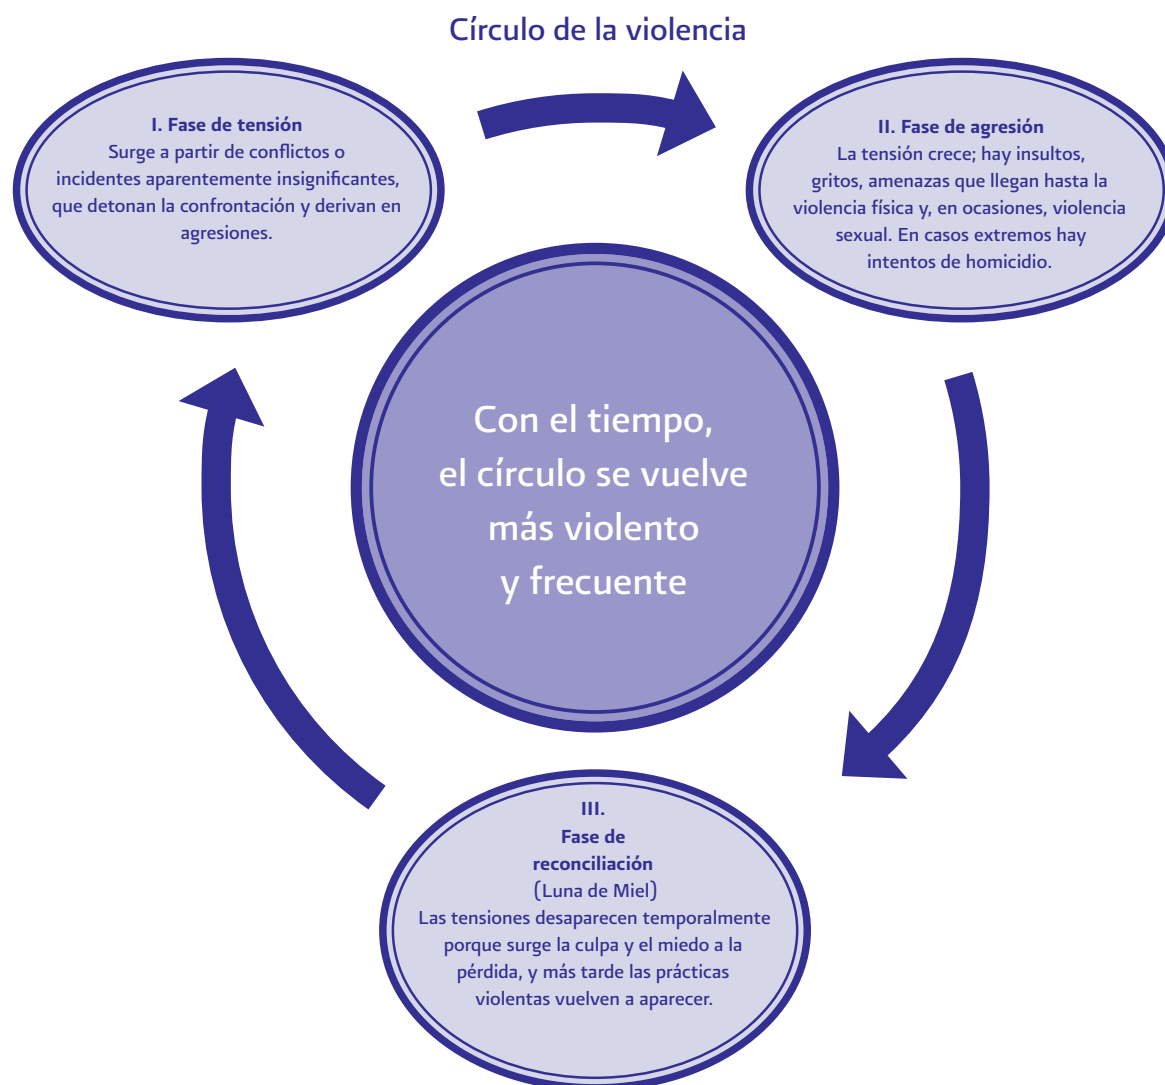 Círculo de la violencia
I. Fase de tensión
Surge a partir de conflictos o
incidentes aparentemente insignificantes,
que detonan la confrontación y derivan en
agresiones.
II. Fase de agresión
La tensión crece; hay insultos,
gritos, amenazas que llegan hasta la
violencia física y, en ocasiones, violencia
sexual. En casos extremos hay
intentos de homicidio.
Con el tiempo,
el círculo se vuelve
más violento
y frecuente
III.
Fase de
reconciliación
(Luna de Miel)
Las tensiones desaparecen temporalmente
porque surge la culpa y el miedo a la
pérdida, y más tarde las prácticas
violentas vuelven a aparecer.